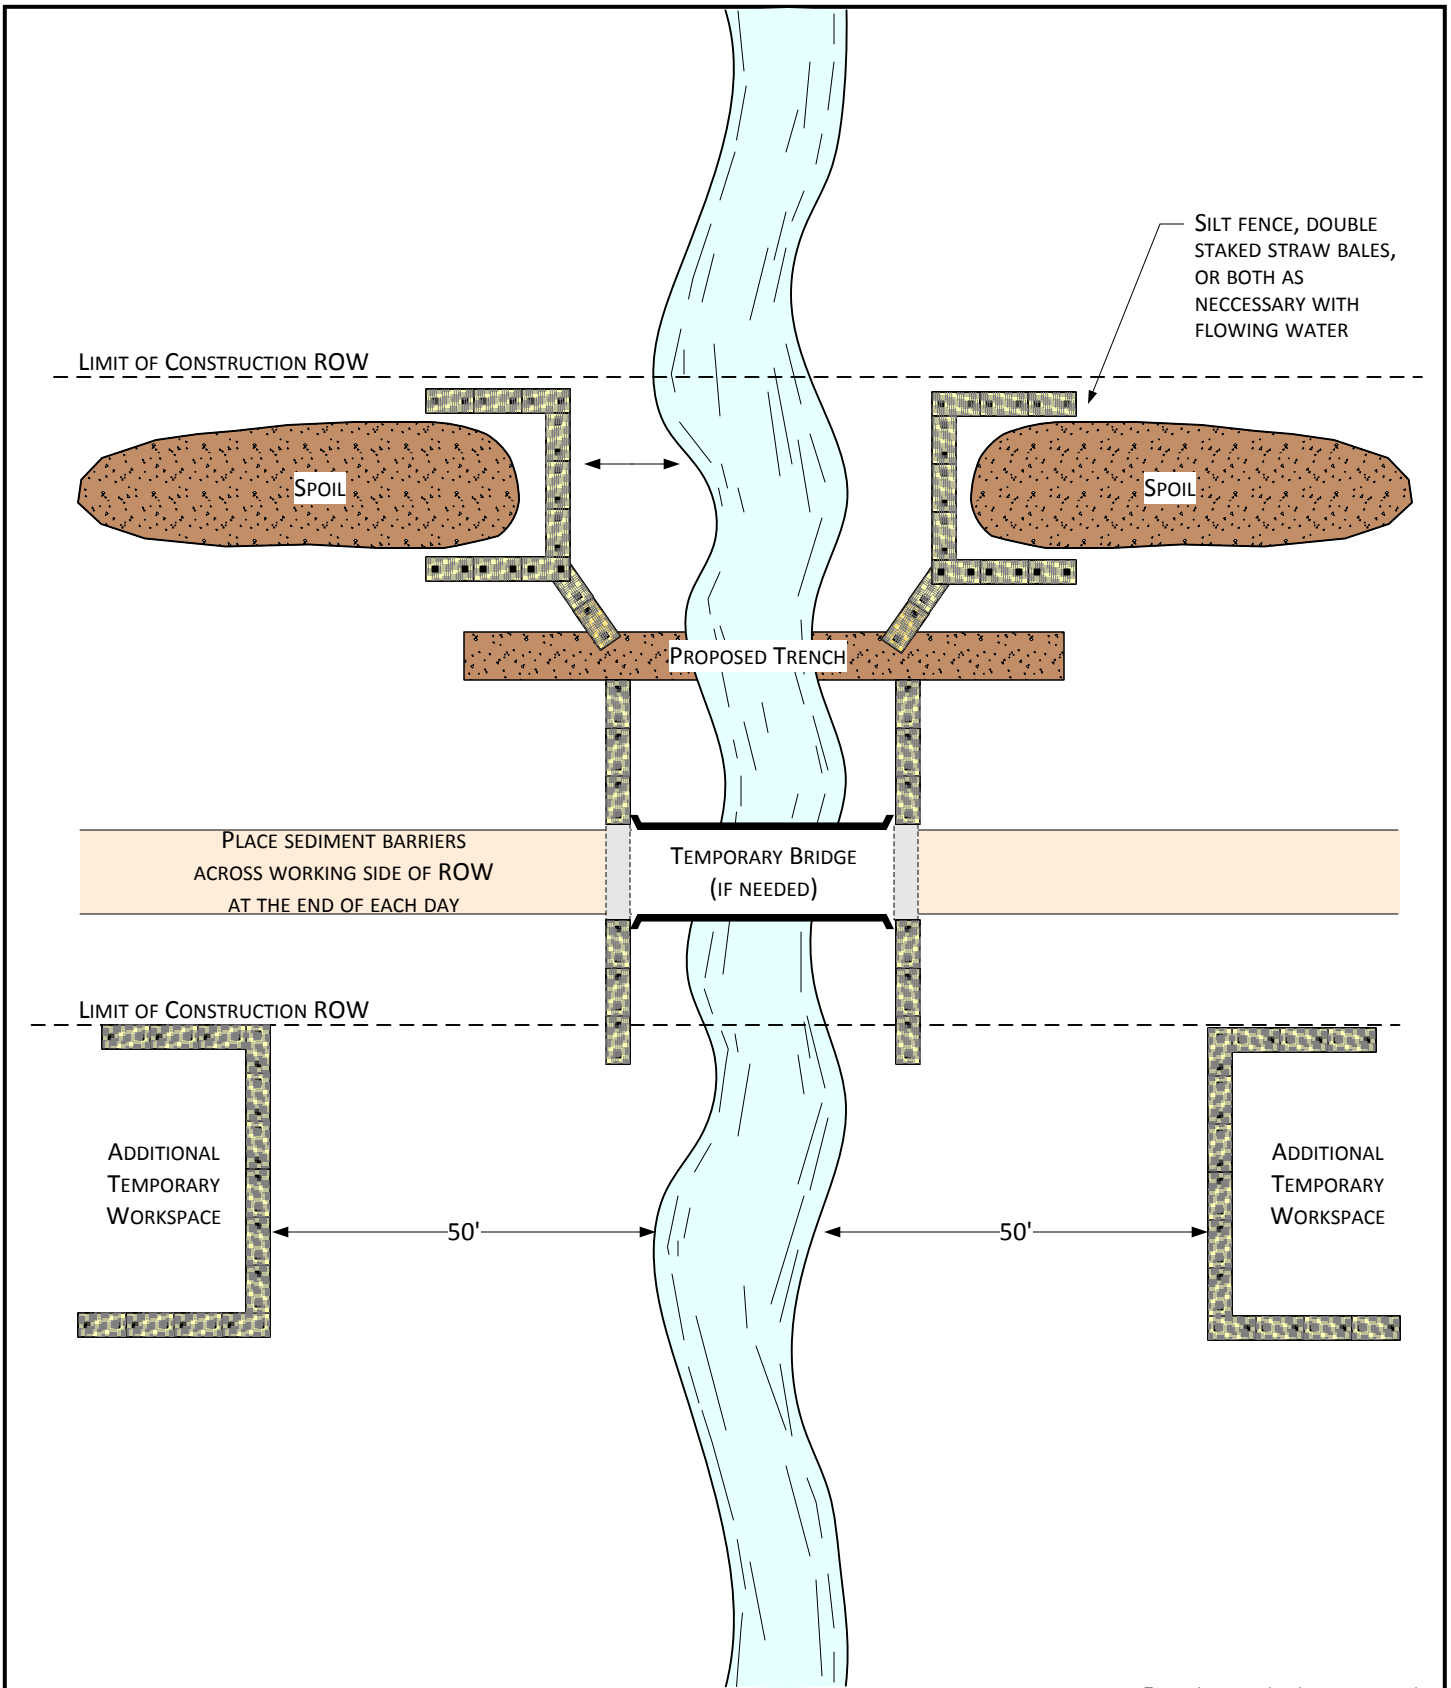 SILT FENCE, DOUBLE
STAKED STRAW BALES,
OR BOTH AS
NECCESSARY WITH
FLOWING WATER
LIMIT OF CONSTRUCTION ROW
SPOIL
SPOIL
PROPOSED TRENCH
PLACE SEDIMENT BARRIERS
ACROSS WORKING SIDE OF ROW
AT THE END OF EACH DAY
TEMPORARY BRIDGE
(IF NEEDED)
LIMIT OF CONSTRUCTION ROW
ADDITIONAL
TEMPORARY
WORKSPACE
50'
50'
ADDITIONAL
TEMPORARY
WORKSPACE